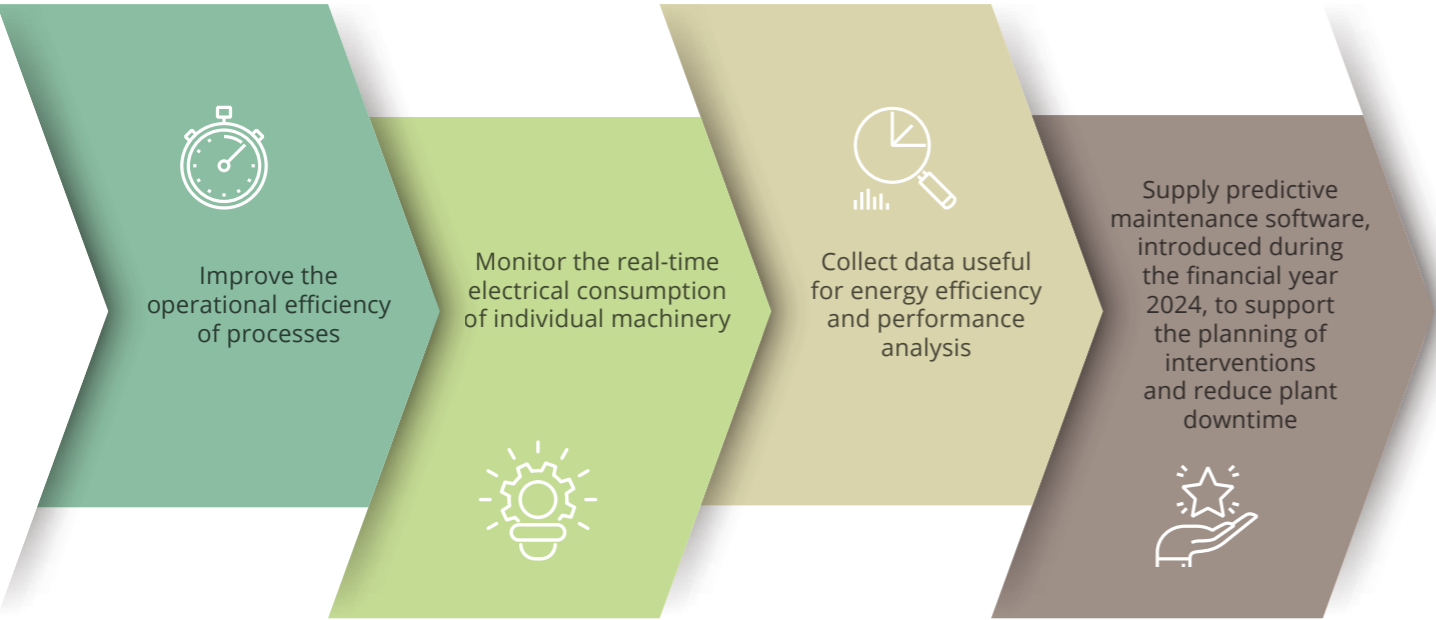 Improve the
operational efficiency
of processes
Monitor the real-time
electrical consumption
of individual machinery
Collect data useful
for energy efficiency
and performance
analysis
Supply predictive
maintenance software,
introduced during
the financial year
2024, to support
the planning of
interventions
and reduce plant
downtime